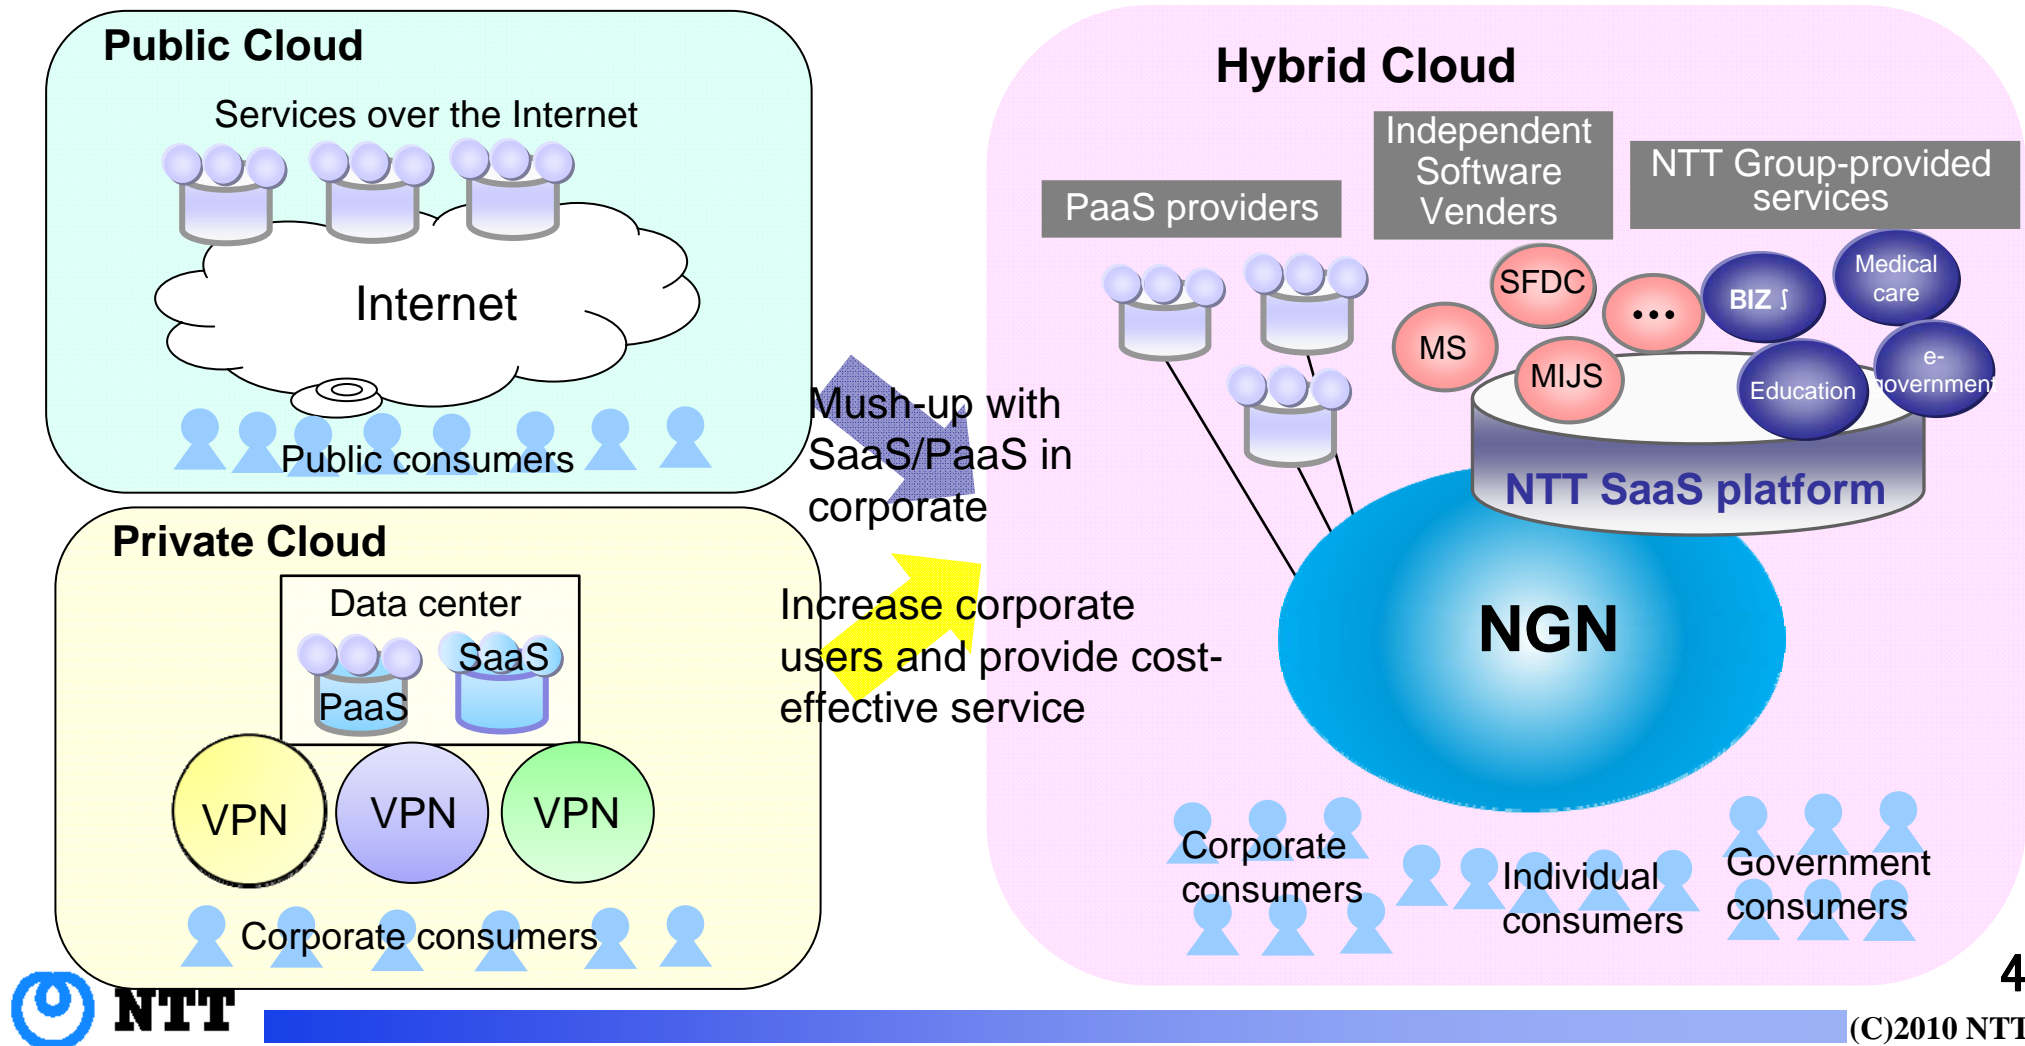 Public Cloud
Services over the Internet
Internet
Public consumers
Private Cloud
Data center
PaaS
SaaS
VPN
VPN
VPN
Corporate consumers
Mush-up with
SaaS/PaaS in
corporate
Increase corporate
users and provide cost-
effective service
Hybrid Cloud
PaaS providers
Independent
Software
Venders
NTT Group-provided
services
MS
SFDC
MIJS
...
BIZ ∫
Medical
care
Education
e-
government
NTT SaaS platform
NGN
Corporate
consumers
Individual
consumers
Government
consumers
4
NTT
(C)2010 NTT